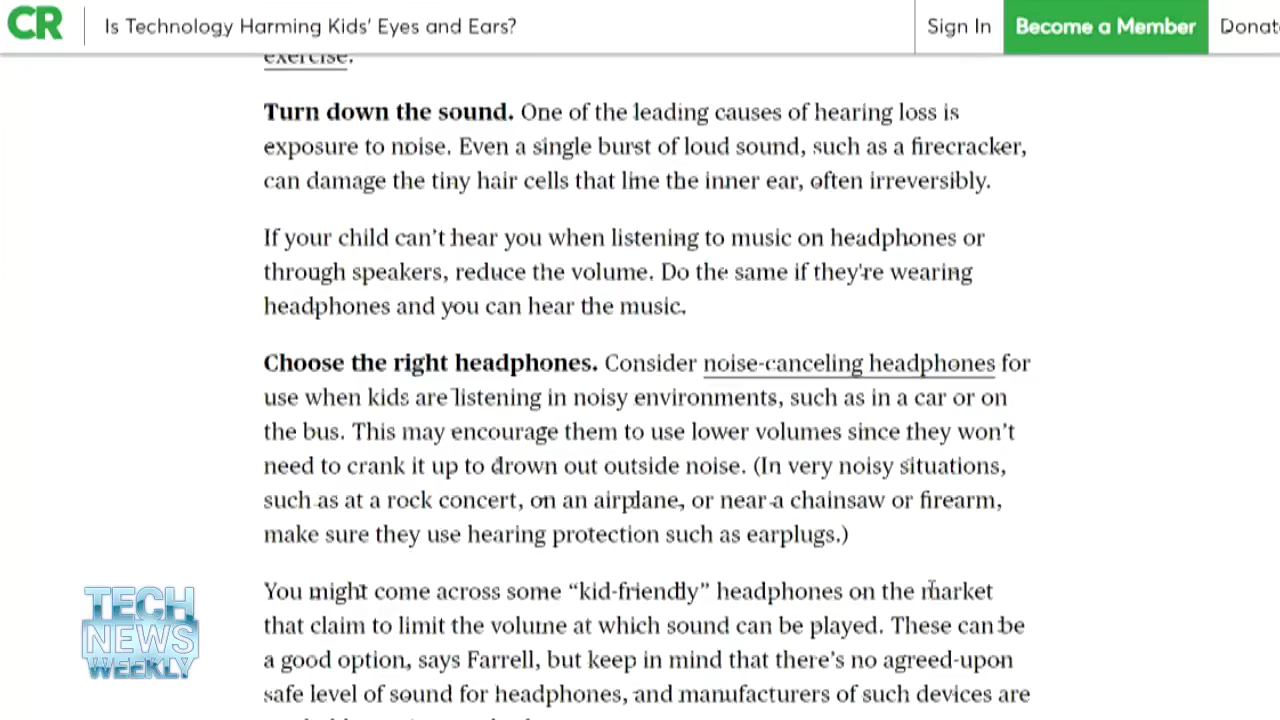 CR
Is Technology Harming Kids' Eyes and Ears?
Sign In
Become a Member
Donat
exercise.
Turn down the sound. One of the leading causes of hearing loss is
exposure to noise. Even a single burst of loud sound, such as a firecracker,
can damage the tiny hair cells that line the inner ear, often irreversibly.
If your child can't hear you when listening to music on headphones or
through speakers, reduce the volume. Do the same if they're wearing
headphones and you can hear the music.
Choose the right headphones. Consider noise-canceling headphones for
use when kids are listening in noisy environments, such as in a car or on
the bus. This may encourage them to use lower volumes since they won't
need to crank it up to drown out outside noise. (In very noisy situations,
such as at a rock concert, on an airplane, or near a chainsaw or firearm,
make sure they use hearing protection such as earplugs.)
You might come across some “kid-friendly” headphones on the market
that claim to limit the volume at which sound can be played. These can be
a good option, says Farrell, but keep in mind that there's no agreed-upon
safe level of sound for headphones, and manufacturers of such devices are
TECH
NEWS
WEEKLY